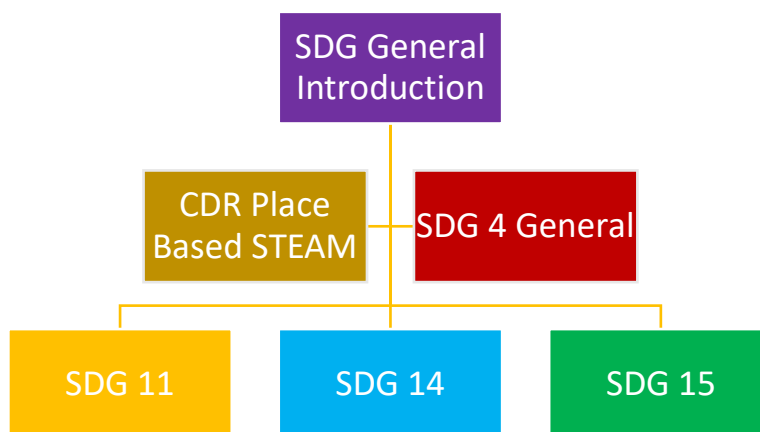 SDG General
Introduction
CDR Place
Based STEAM
SDG 4 General
SDG 11
SDG 14
SDG 15